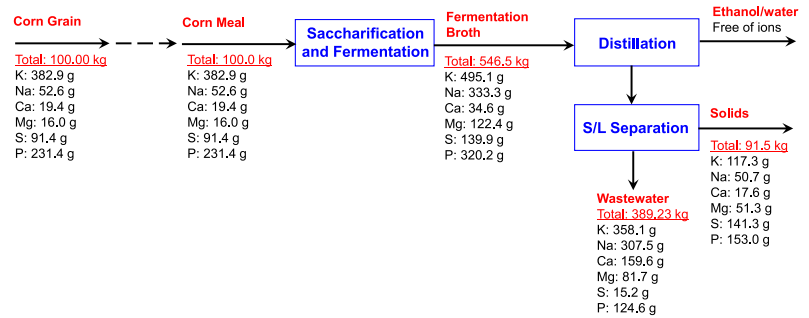 Corn Grain
Total: 100.00 kg
K: 382.9 g
Na: 52.6 g
Ca: 19.4 g
Mg: 16.0 g
S: 91.4 g
P: 231.4 g
Corn Meal
Total: 100.0 kg
K: 382.9 g
Na: 52.6 g
Ca: 19.4 g
Mg: 16.0 g
S: 91.4 g
P: 231.4 g
Saccharification
and Fermentation
Fermentation
Broth
Total: 546.5 kg
K: 495.1 g
Na: 333.3 g
Ca: 34.6 g
Mg: 122.4 g
S: 139.9 g
P: 320.2 g
Distillation
Ethanol/water
Free of ions
S/L Separation
Solids
Total: 91.5 kg
K: 117.3 g
Na: 50.7 g
Ca: 17.6 g
Mg: 51.3 g
S: 141.3 g
P: 153.0 g
Wastewater
Total: 389.23 kg
K: 358.1 g
Na: 307.5 g
Ca: 159.6 g
Mg: 81.7 g
S: 15.2 g
P: 124.6 g